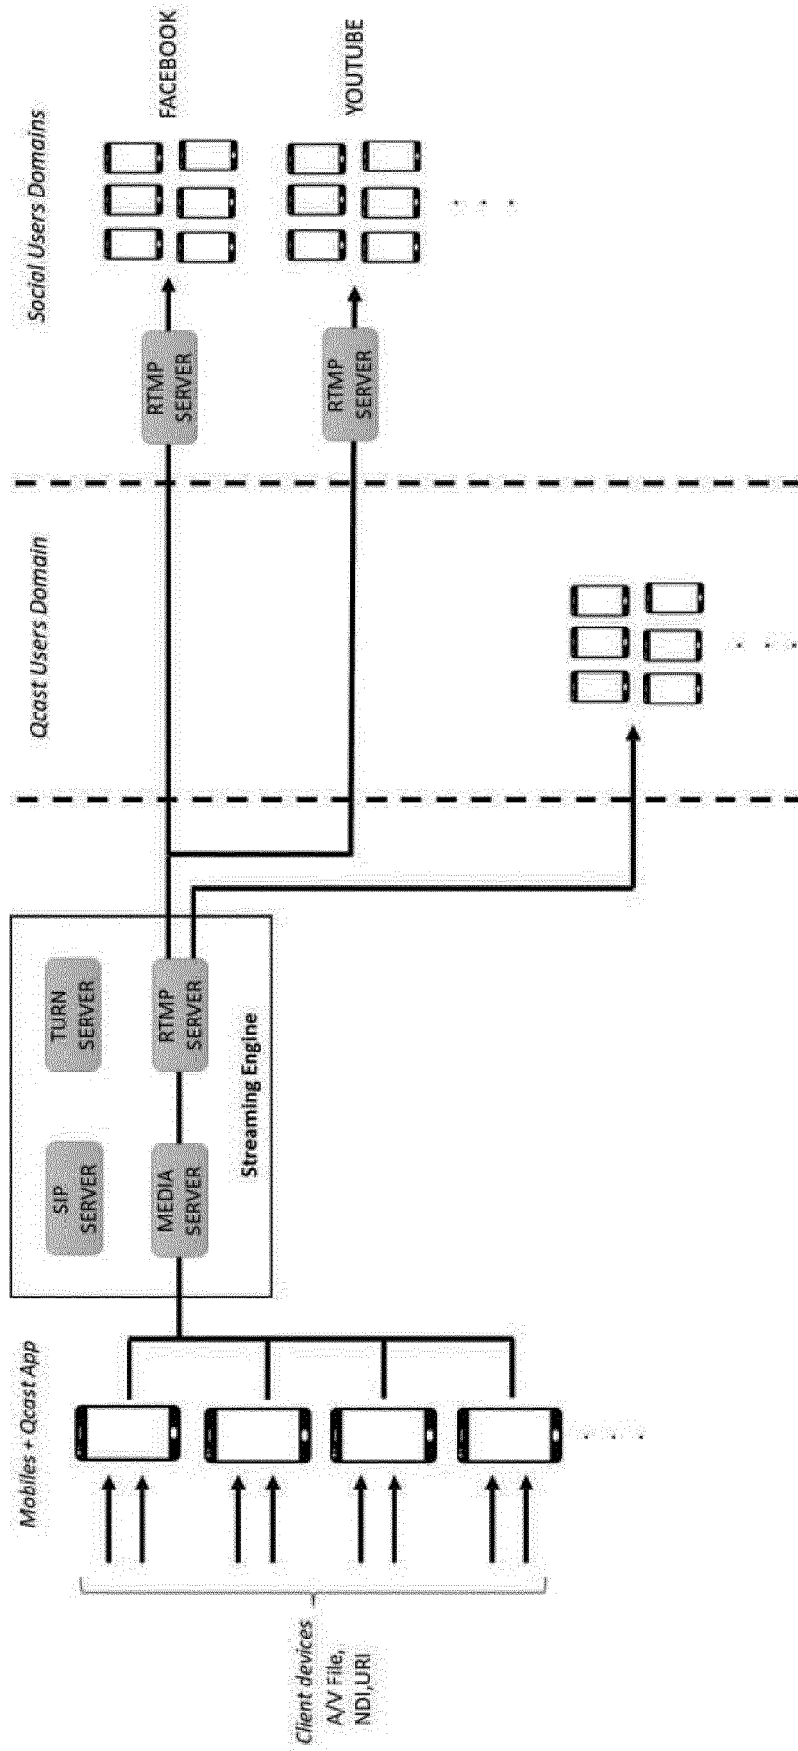 Mobiles + Qcast App
Qcast Users Domain
Social Users Domains
Client devices
A/V File,
NDI,URI
SIP
SERVER
TURN
SERVER
MEDIA
SERVER
RTMP
SERVER
Streaming Engine
RTMP
SERVER
FACEBOOK
RTMP
SERVER
YOUTUBE